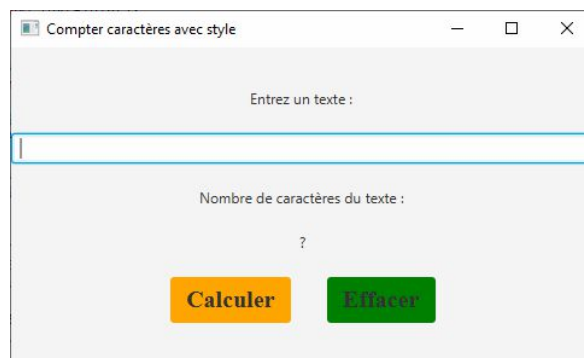 Compter caractères avec style
Entrez un texte :
Nombre de caractères du texte :
?
Calculer Effacer